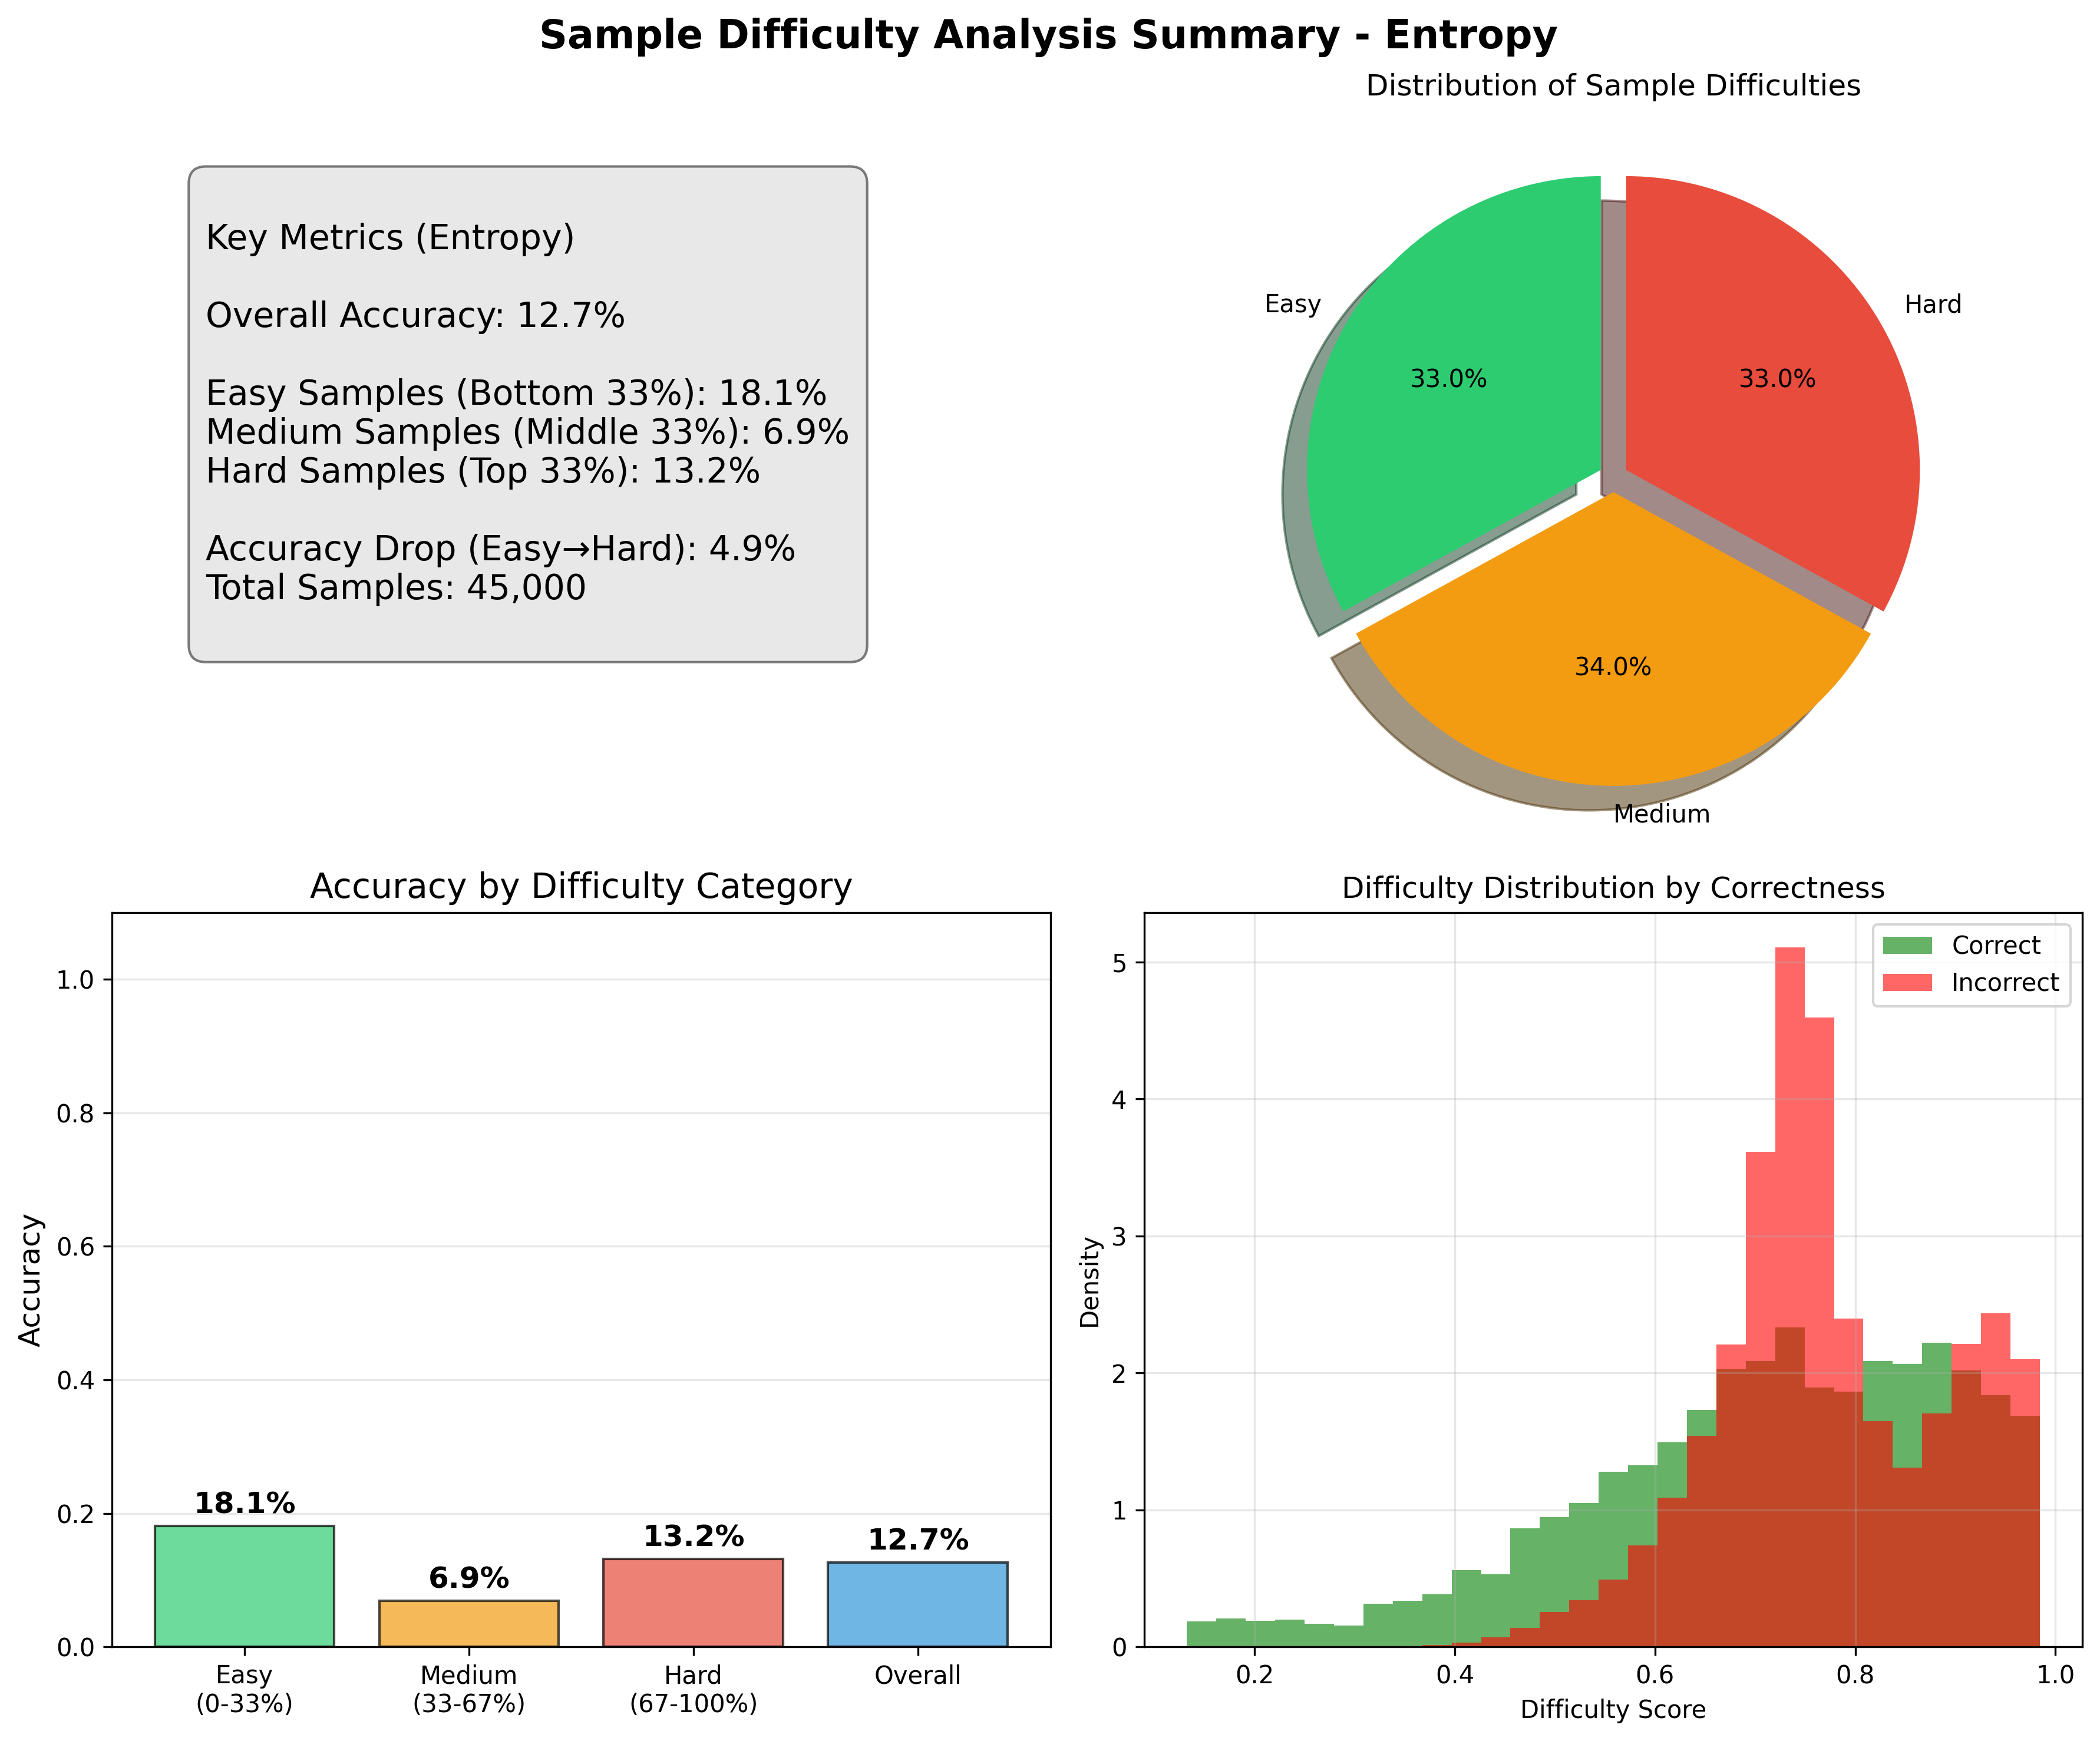 Sample Difficulty Analysis Summary - Entropy
Key Metrics (Entropy)
Overall Accuracy: 12.7%
Easy Samples (Bottom 33%): 18.1%
Medium Samples (Middle 33%): 6.9%
Hard Samples (Top 33%): 13.2%
Accuracy Drop (Easy→Hard): 4.9%
Total Samples: 45,000
Distribution of Sample Difficulties
Easy
Hard
33.0%
33.0%
34.0%
Medium
Accuracy by Difficulty Category
Accuracy
1.0
0.8
0.6
0.4
0.2
0.0
18.1%
6.9%
13.2%
12.7%
Easy
(0-33%)
Medium
(33-67%)
Hard
(67-100%)
Overall
Difficulty Distribution by Correctness
Correct
Incorrect
Density
5
4
3
2
1
0
0.2
0.4
0.6
0.8
1.0
Difficulty Score